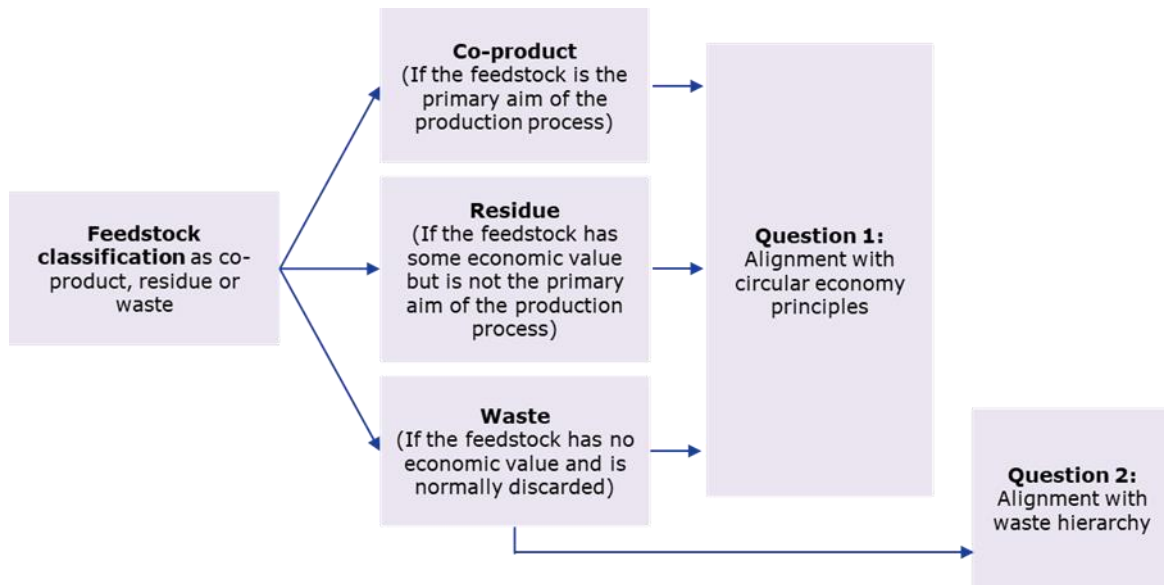 Feedstock
classification as co-
product, residue or
waste
Co-product
(If the feedstock is the
primary aim of the
production process)
Residue
(If the feedstock has
some economic value
but is not the primary
aim of the production
process)
Waste
(If the feedstock has no
economic value and is
normally discarded)
Question 1:
Alignment with
circular economy
principles
Question 2:
Alignment with
waste hierarchy